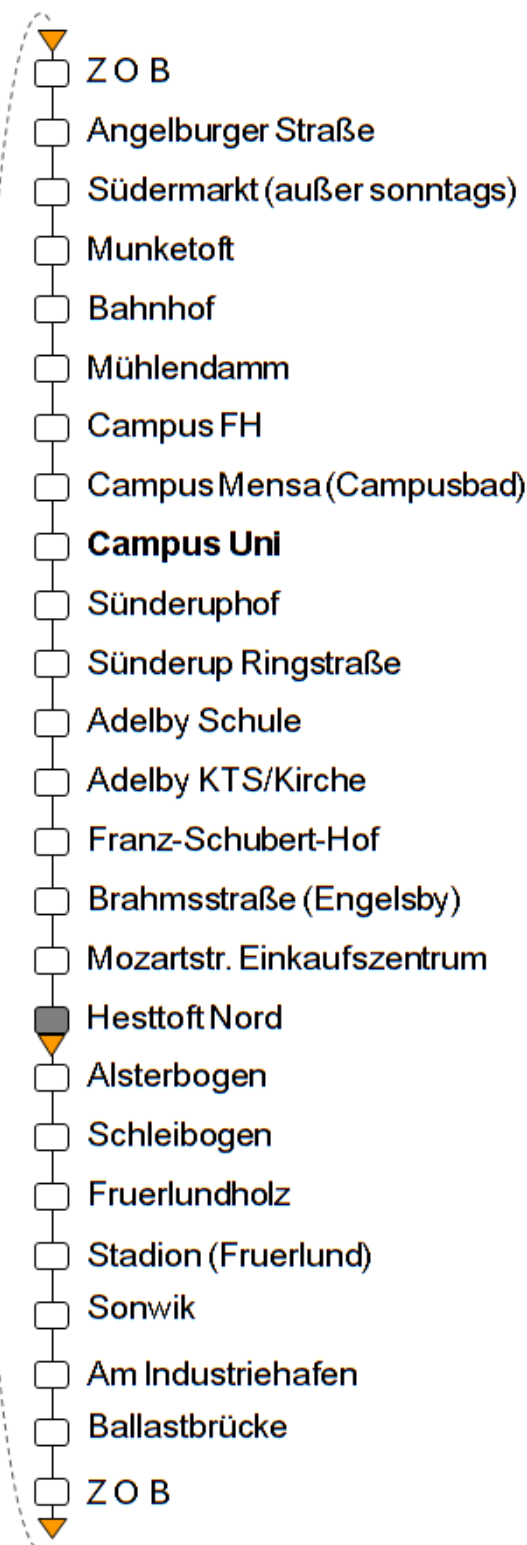 Z O B
Angelburger Straße
Südermarkt (außer sonntags)
Munketoft
Bahnhof
Mühlendamm
Campus FH
Campus Mensa (Campusbad)
Campus Uni
Sünderuphof
Sünderup Ringstraße
Adelby Schule
Adelby KTS/Kirche
Franz-Schubert-Hof
Brahmsstraße (Engelsby)
Mozartstr. Einkaufszentrum
Hesttoft Nord
Alsterbogen
Schleibogen
Fruerlundholz
Stadion (Fruerlund)
Sonwik
Am Industriehafen
Ballastbrücke
Z O B